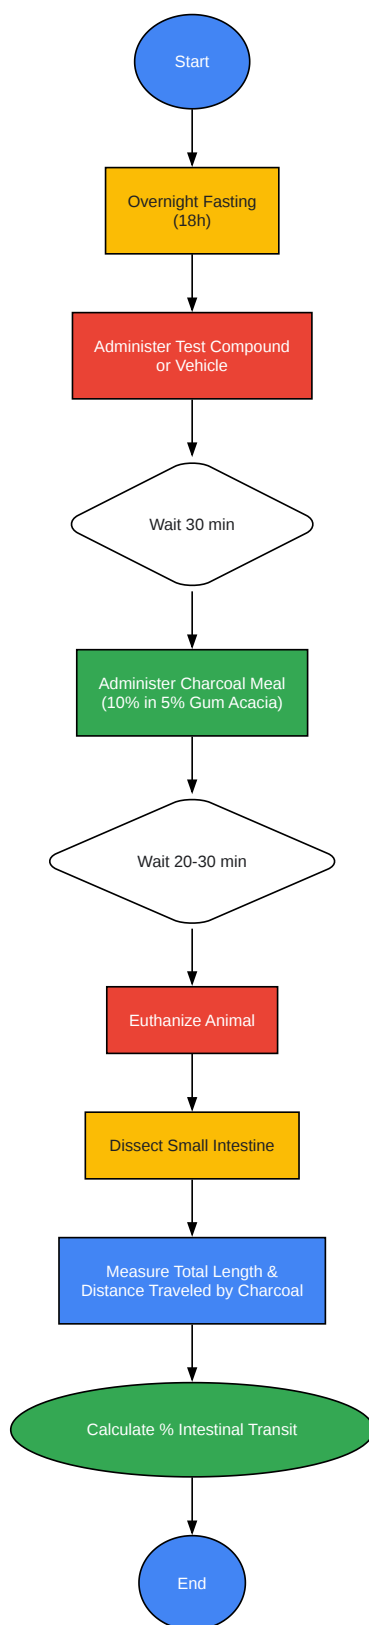 Start
Overnight Fasting
(18h)
Administer Test Compound
or Vehicle
Wait 30 min
Administer Charcoal Meal
(10% in 5% Gum Acacia)
Wait 20-30 min
Euthanize Animal
Dissect Small Intestine
Measure Total Length &
Distance Traveled by Charcoal
Calculate % Intestinal Transit
End